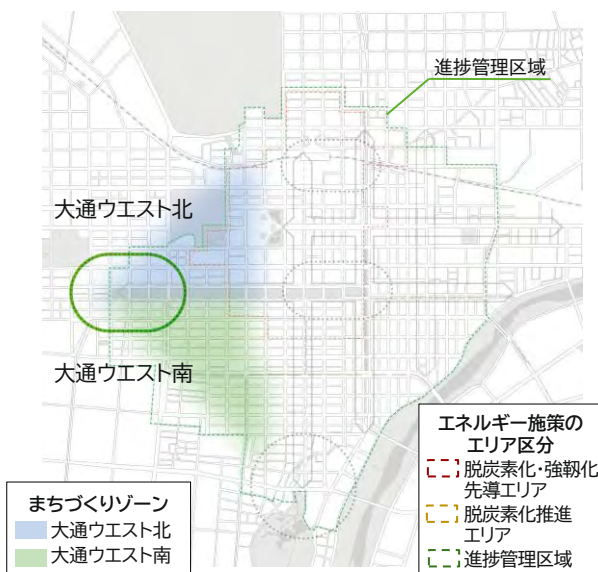 進捗管理区域
大通ウエスト北
大通ウエスト南
まちづくりゾーン
大通ウエスト北
大通ウエスト南
エネルギー施策の
エリア区分
脱炭素化・強靱化
先導エリア
脱炭素化推進
エリア
進捗管理区域